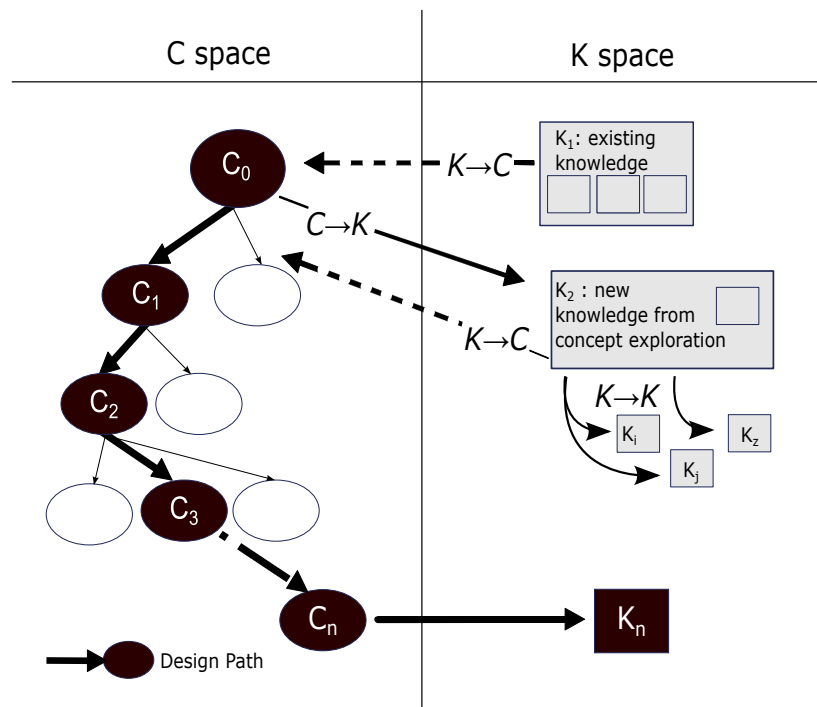 C space
K space
C₀
K→C
K₁: existing
knowledge
C→K
C₁
K₂ : new
knowledge from
concept exploration
K→C
C₂
K→K
Kᵢ
K_z
Kⱼ
C₃
Cₙ
Kₙ
Design Path